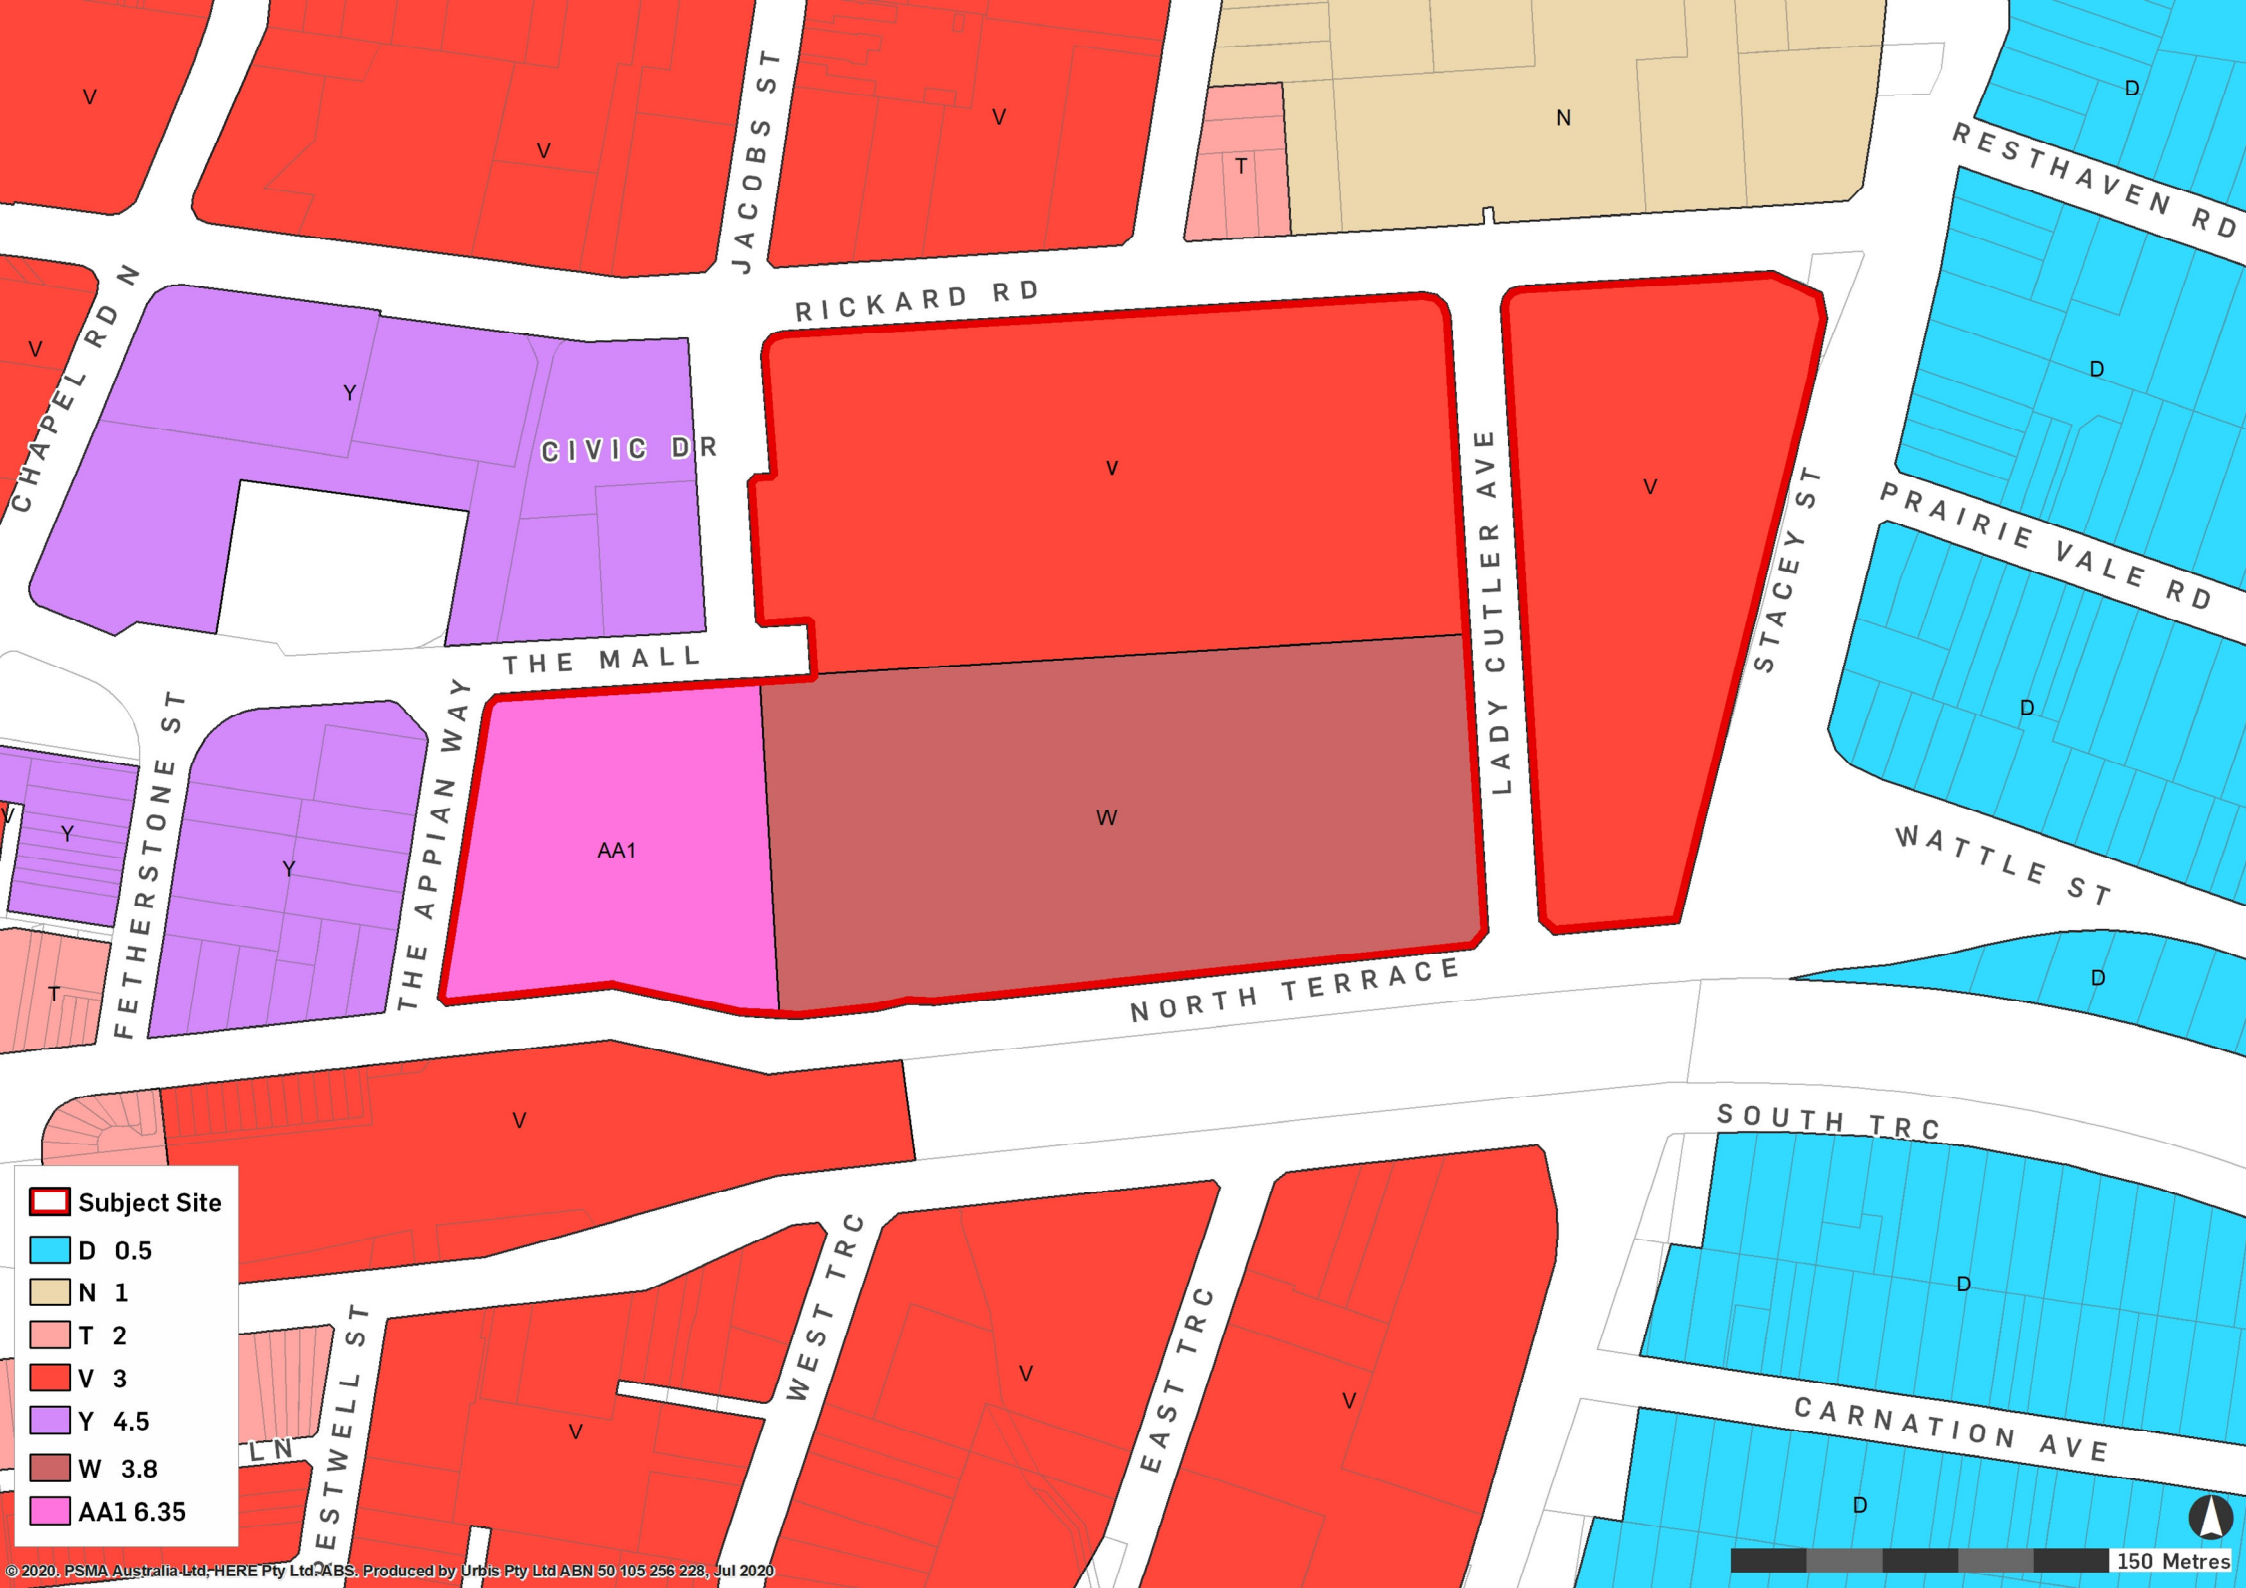 V
V
JACOBS ST
V
T
N
D
RESTHAVEN RD
CHAPEL RD N
V
RICKARD RD
Y
CIVIC DR
V
V
LADY CUTLER AVE
STACEY ST
D
PRAIRIE VALE RD
D
THE MALL
THE APPIAN WAY
FETHERSTONE ST
V
Y
Y
AA1
W
WATTLE ST
T
NORTH TERRACE
D
V
SOUTH TRC
D
WEST TRC
V
EAST TRC
V
V
CARNATION AVE
D
LN
ESTWELL ST
Subject Site
D 0.5
N 1
T 2
V 3
Y 4.5
W 3.8
AA1 6.35
150 Metres
© 2020. PSMA Australia Ltd, HERE Pty Ltd. ABS. Produced by Urbis Pty Ltd ABN 50 105 256 228, Jul 2020